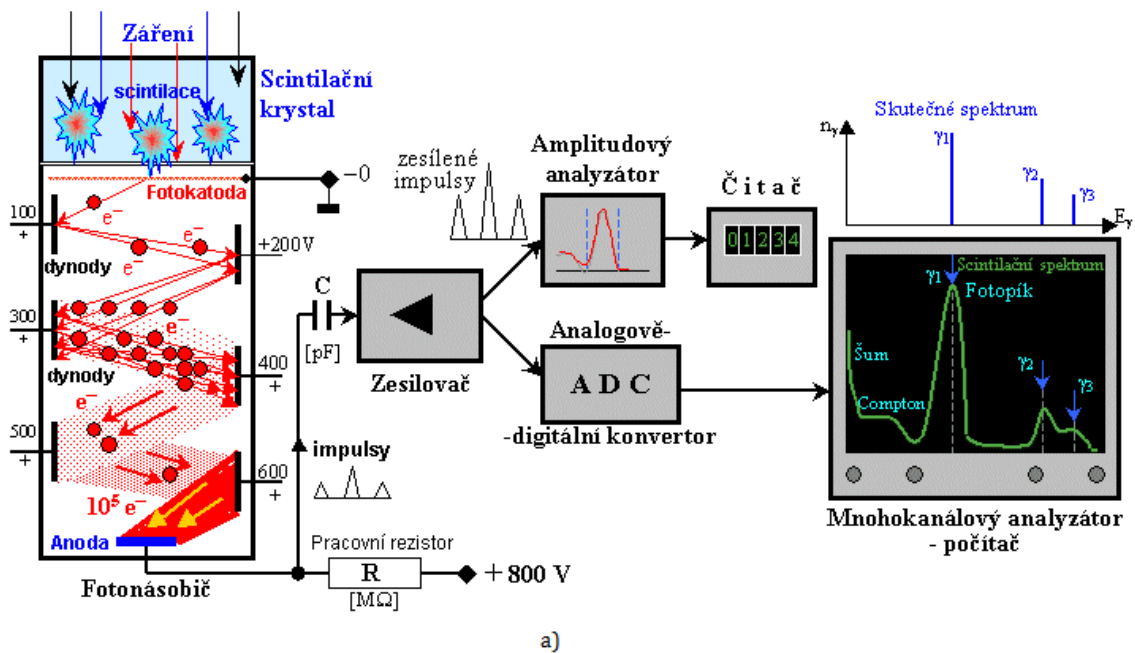 Záření
scintilace
Scintilační
krystal
Fotokatoda
−0
100
+
e−
e−
e−
+200V
dynody
300
+
e−
400
+
dynody
e−
500
+
600
+
10⁵ e−
Anoda
Fotonásobič
impulsy
Pracovní rezistor
R
[MΩ]
+ 800 V
C
[pF]
Zesilovač
zesílené
impulsy
Amplitudový
analyzátor
Čitač
01234
Analogově-
A D C
-digitální konvertor
Skutečné spektrum
nγ
γ1
γ2
γ3
Eγ
Scintilační spektrum
γ1
Fotopík
Šum
γ2
γ3
Compton
Mnohokanálový analyzátor
- počítač
a)